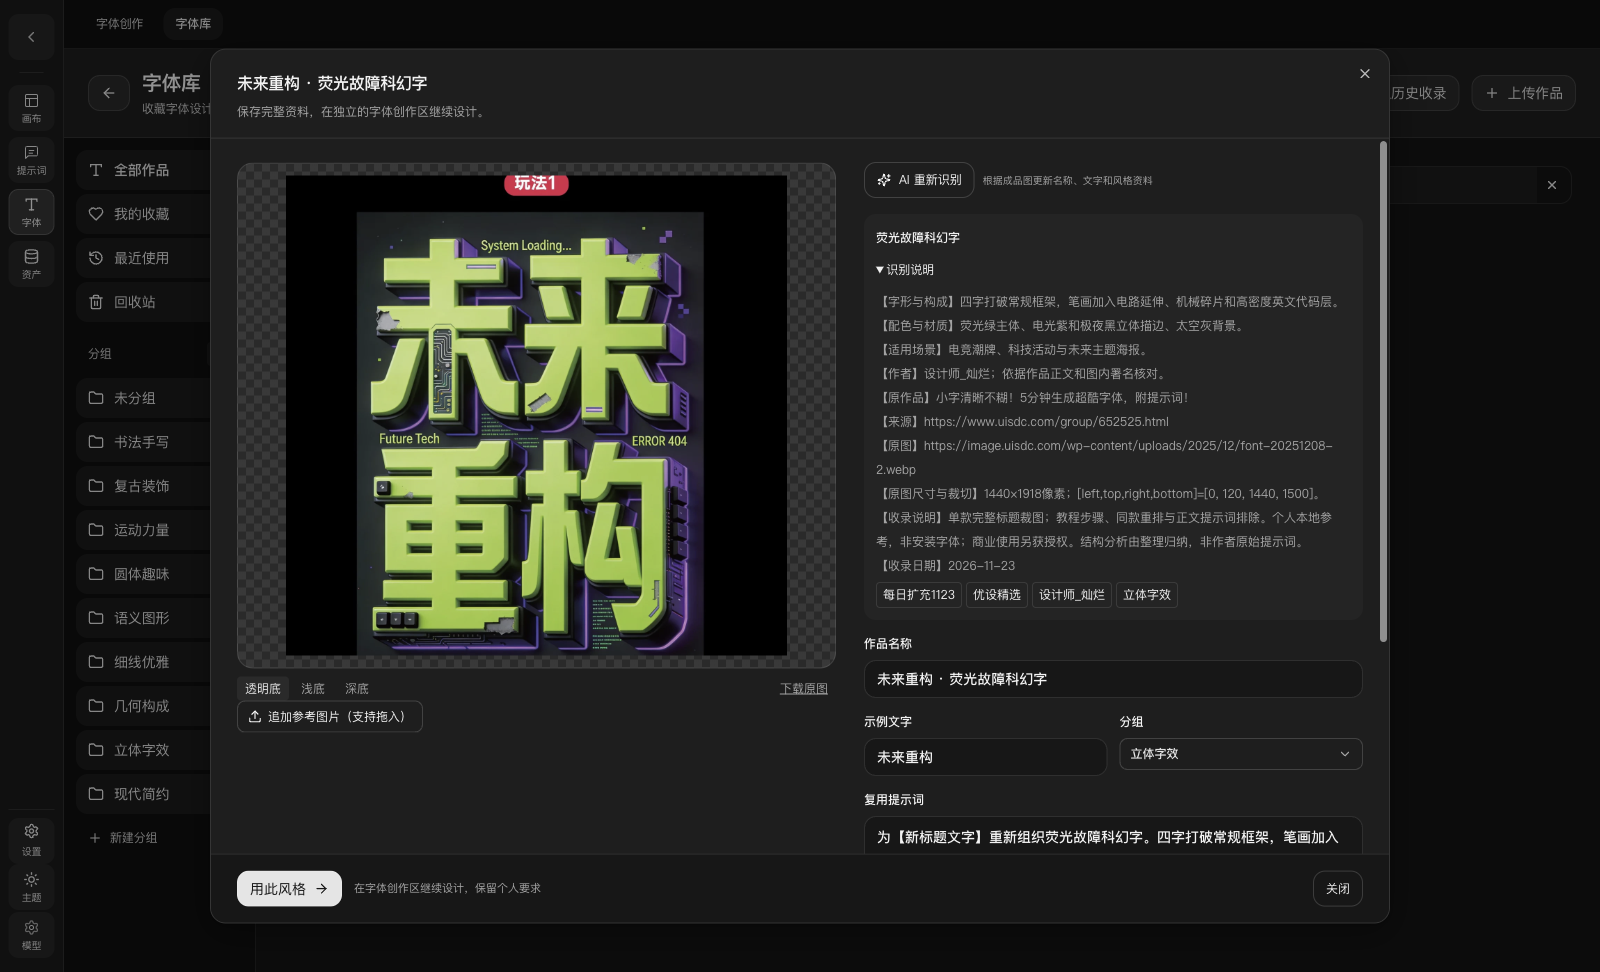 字体创作
字体库
画布
提示词
字体
资产
设置
主题
模型
字体库
收藏字体设计
历史收录
上传作品
全部作品
我的收藏
最近使用
回收站
分组
未分组
书法手写
复古装饰
运动力量
圆体趣味
语义图形
细线优雅
几何构成
立体字效
现代简约
新建分组
未来重构 · 荧光故障科幻字
保存完整资料，在独立的字体创作区继续设计。
玩法1
System Loading...
未来
Future Tech
ERROR 404
重构
透明底
浅底
深底
下载原图
追加参考图片（支持拖入）
AI 重新识别
根据成品图更新名称、文字和风格资料
荧光故障科幻字
▼识别说明
【字形与构成】四字打破常规框架，笔画加入电路延伸、机械碎片和高密度英文代码层。
【配色与材质】荧光绿主体、电光紫和极夜黑立体描边、太空灰背景。
【适用场景】电竞潮牌、科技活动与未来主题海报。
【作者】设计师_灿烂；依据作品正文和图内署名核对。
【原作品】小字清晰不糊！5分钟生成超酷字体，附提示词！
【来源】https://www.uisdc.com/group/652525.html
【原图】https://image.uisdc.com/wp-content/uploads/2025/12/font-20251208-
2.webp
【原图尺寸与裁切】1440×1918像素；[left,top,right,bottom]=[0, 120, 1440, 1500]。
【收录说明】单款完整标题裁图；教程步骤、同款重排与正文提示词排除。个人本地参
考，非安装字体；商业使用另获授权。结构分析由整理归纳，非作者原始提示词。
【收录日期】2026-11-23
每日扩充1123
优设精选
设计师_灿烂
立体字效
作品名称
未来重构 · 荧光故障科幻字
示例文字
分组
未来重构
立体字效
复用提示词
为【新标题文字】重新组织荧光故障科幻字。四字打破常规框架，笔画加入
用此风格
在字体创作区继续设计，保留个人要求
关闭